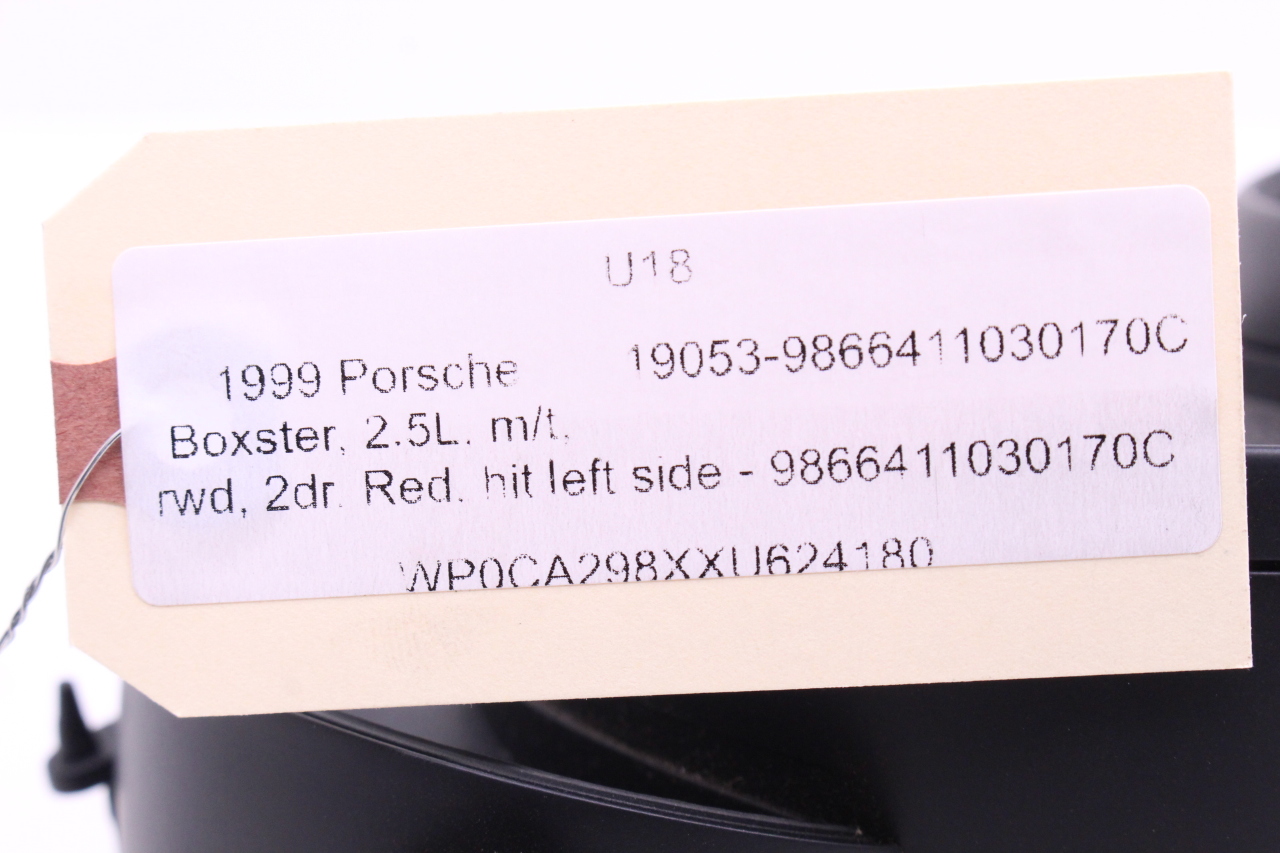 U18
1999 Porsche 19053-9866411030170C
Boxster, 2.5L. m/t,
rwd, 2dr. Red. hit left side - 9866411030170C
WP0CA298XXU624180